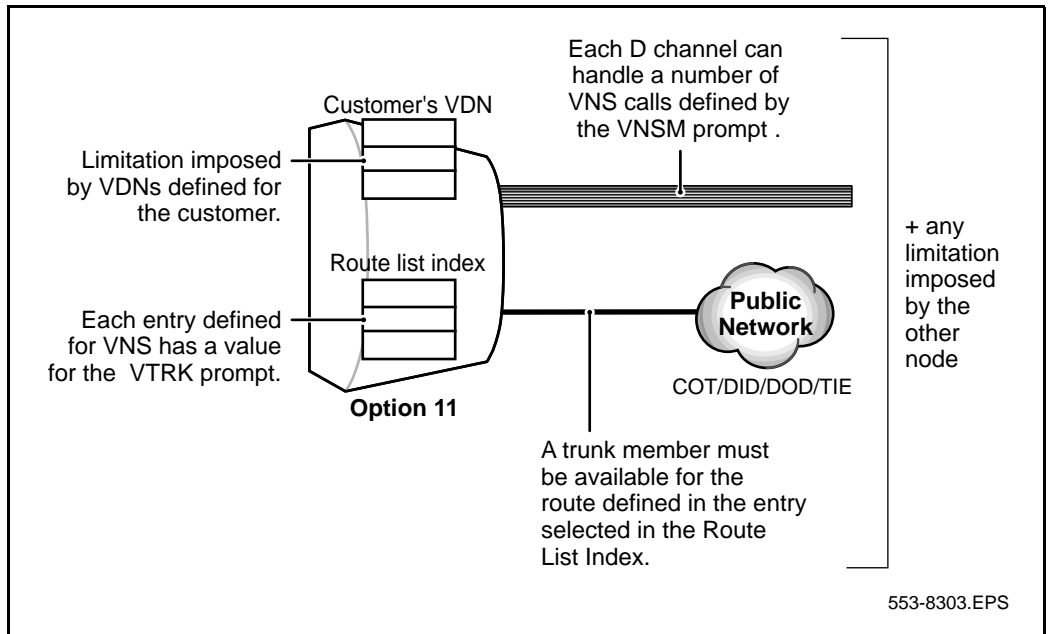 Each D channel can
handle a number of
VNS calls defined by
the VNSM prompt .
Customer's VDN
Limitation imposed
by VDNs defined for
the customer.
Route list index
Each entry defined
for VNS has a value
for the VTRK prompt.
Option 11
Public
Network
COT/DID/DOD/TIE
A trunk member must
be available for the
route defined in the entry
selected in the Route
List Index.
+ any
limitation
imposed
by the
other
node
553-8303.EPS